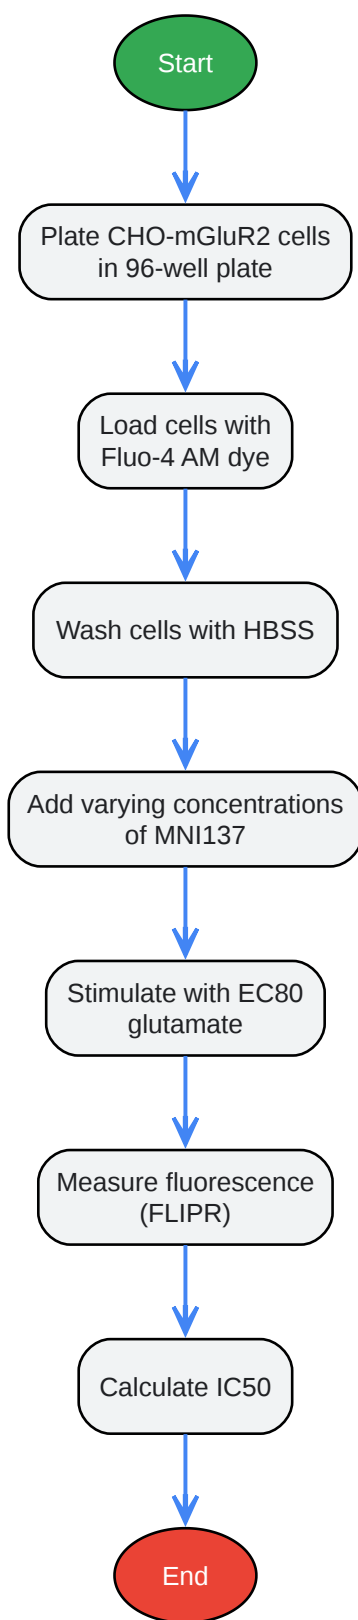 Start
Plate CHO-mGluR2 cells
in 96-well plate
Load cells with
Fluo-4 AM dye
Wash cells with HBSS
Add varying concentrations
of MNI137
Stimulate with EC80
glutamate
Measure fluorescence
(FLIPR)
Calculate IC50
End